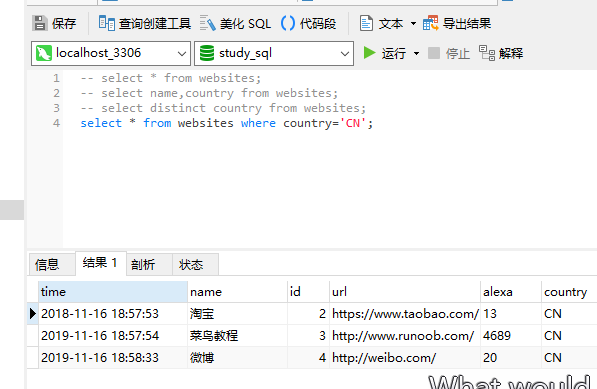 保存 查询创建工具 美化 SQL 代码段 文本 导出结果
localhost_3306 study_sql 运行 停止 解释
1 -- select * from websites;
2 -- select name,country from websites;
3 -- select distinct country from websites;
4 select * from websites where country='CN';
信息 结果 1 剖析 状态
time name id url alexa country
2018-11-16 18:57:53 淘宝 2 https://www.taobao.com/ 13 CN
2019-11-16 18:57:54 菜鸟教程 3 http://www.runoob.com/ 4689 CN
2019-11-16 18:58:33 微博 4 http://weibo.com/ 20 CN
What would